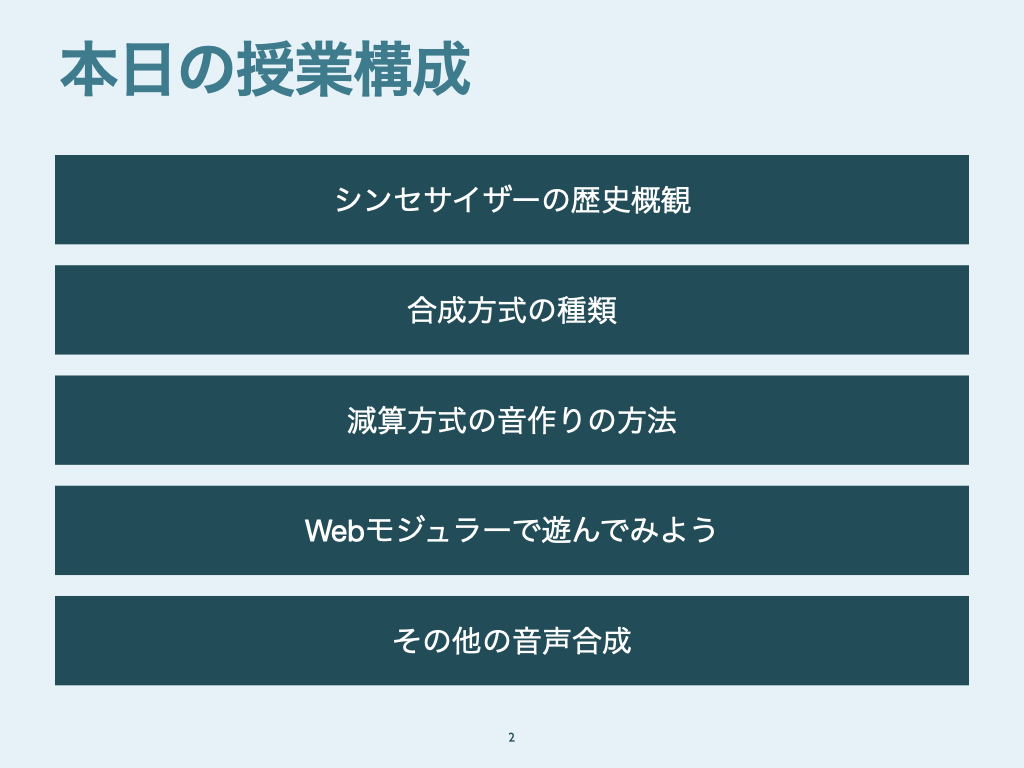 本日の授業構成
シンセサイザーの歴史概観
合成方式の種類
減算方式の音作りの方法
Webモジュラーで遊んでみよう
その他の音声合成
2